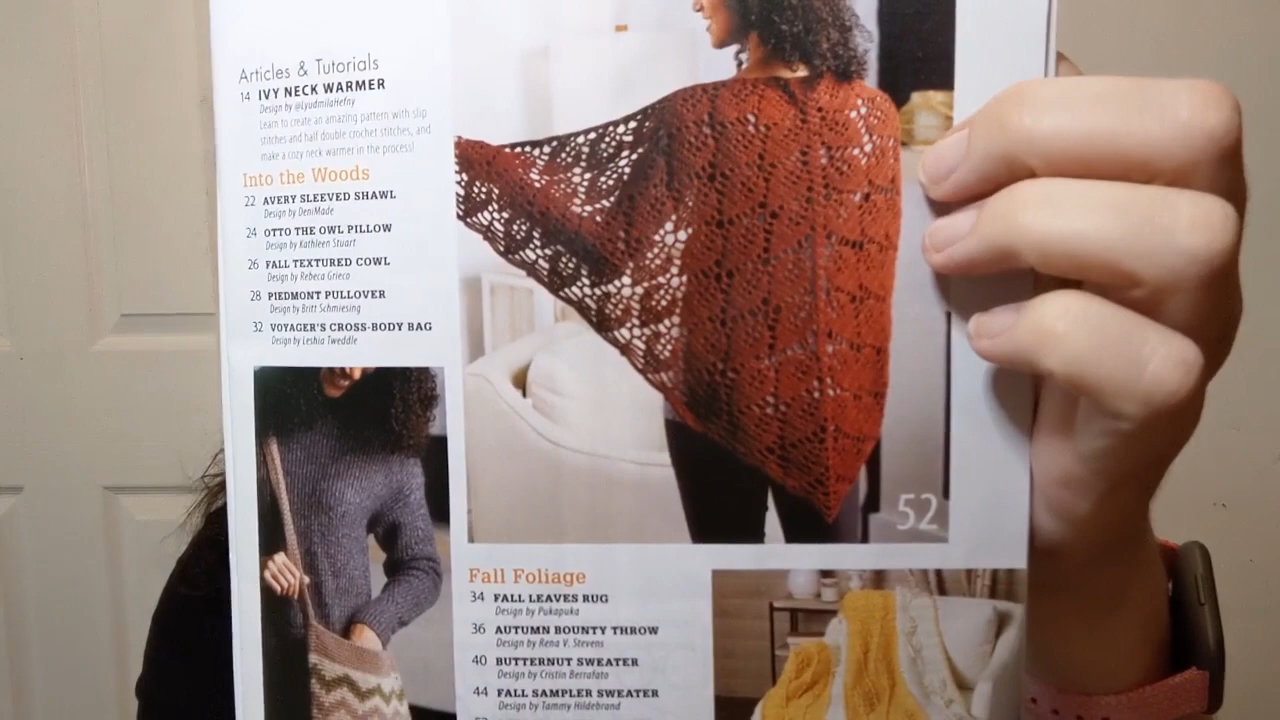 Articles & Tutorials
14 IVY NECK WARMER
Design by @LyudmilaHefny
Learn to create an amazing pattern with slip
stitches and half double crochet stitches, and
make a cozy neck warmer in the process!
Into the Woods
22 AVERY SLEEVED SHAWL
Design by DeniMade
24 OTTO THE OWL PILLOW
Design by Kathleen Stuart
26 FALL TEXTURED COWL
Design by Rebeca Grieco
28 PIEDMONT PULLOVER
Design by Britt Schmiesing
32 VOYAGER'S CROSS-BODY BAG
Design by Leshia Tweddle
52
Fall Foliage
34 FALL LEAVES RUG
Design by Pukapuka
36 AUTUMN BOUNTY THROW
Design by Rena V. Stevens
40 BUTTERNUT SWEATER
Design by Cristin Berrafato
44 FALL SAMPLER SWEATER
Design by Tammy Hildebrand